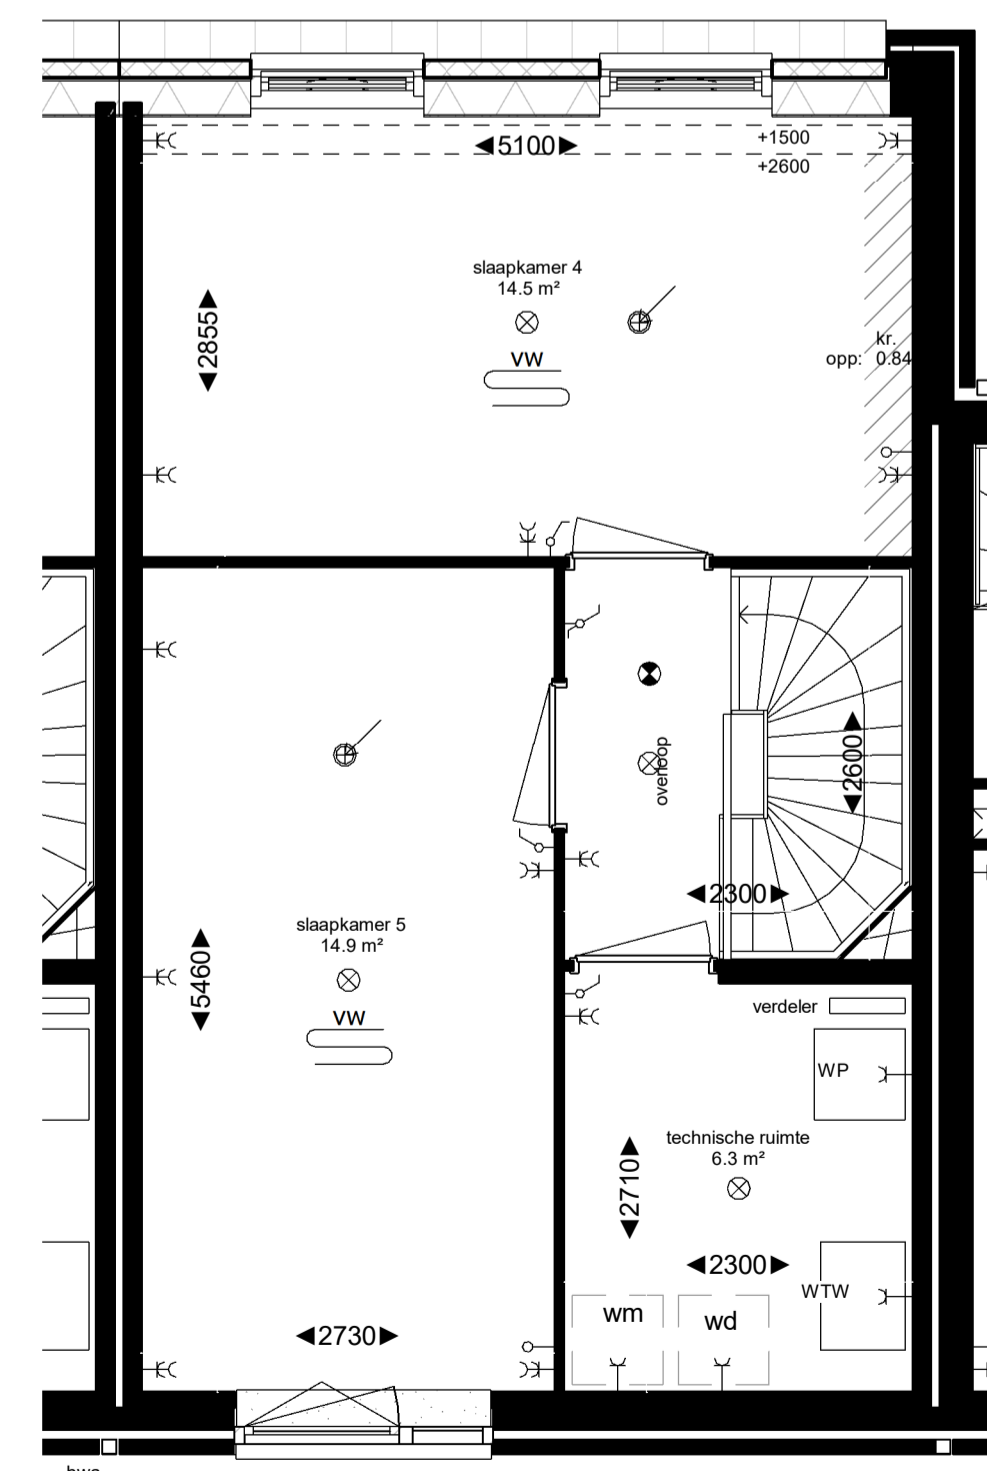 5100
+1500
+2600
slaapkamer 4
14.5 m²
2855
VW
kr.
opp: 0.84
overloop
2600
2300
slaapkamer 5
14.9 m²
5460
VW
verdeler
WP
technische ruimte
6.3 m²
2710
2300
WTW
wm
wd
2730